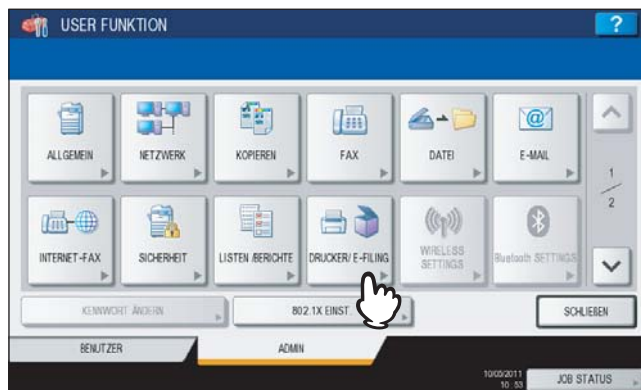 USER FUNKTION
?
ALLGEMEIN
NETZWERK
KOPIEREN
FAX
DATEI
E-MAIL
1
2
INTERNET-FAX
SICHERHEIT
LISTEN /BERICHTE
DRUCKER/ E-FILING
WIRELESS
SETTINGS
Bluetooth SETTINGS
KENNWORT ÄNDERN
802.1X EINST.
SCHLIEßEN
BENUTZER
ADMIN
10/05/2011
10 53
JOB STATUS